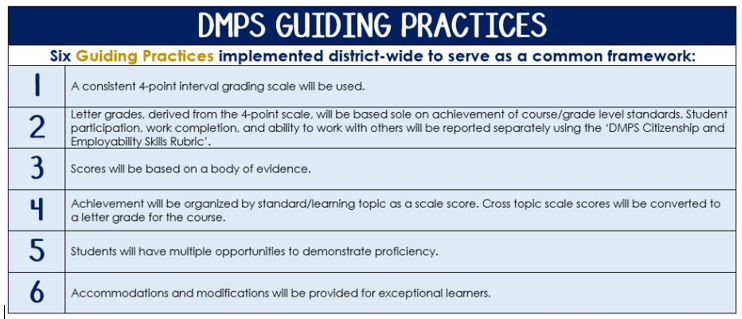 DMPS GUIDING PRACTICES
Six Guiding Practices implemented district-wide to serve as a common framework:
1
A consistent 4-point interval grading scale will be used.
2
Letter grades, derived from the 4-point scale, will be based sole on achievement of course/grade level standards. Student
participation, work completion, and ability to work with others will be reported separately using the ‘DMPS Citizenship and
Employability Skills Rubric’.
3
Scores will be based on a body of evidence.
4
Achievement will be organized by standard/learning topic as a scale score. Cross topic scale scores will be converted to
a letter grade for the course.
5
Students will have multiple opportunities to demonstrate proficiency.
6
Accommodations and modifications will be provided for exceptional learners.